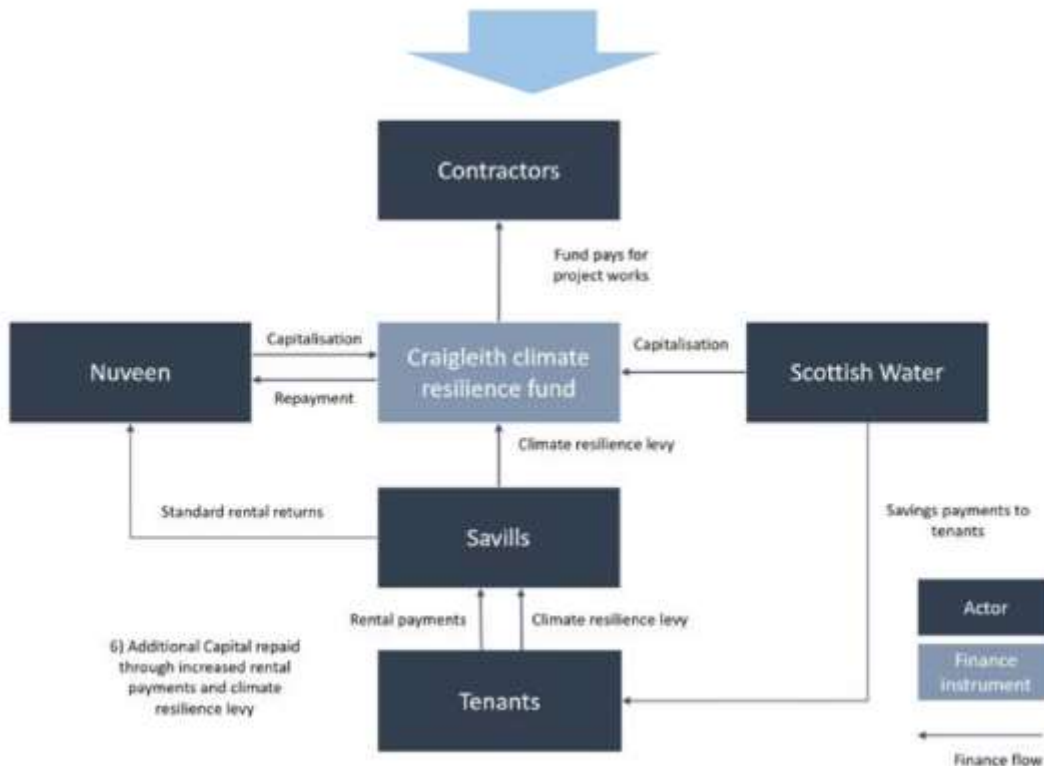 Contractors
Fund pays for
project works
Nuveen
Capitalisation
Repayment
Craigleith climate
resilience fund
Capitalisation
Scottish Water
Climate resilience levy
Standard rental returns
Savills
Savings payments to
tenants
Rental payments
Climate resilience levy
6) Additional Capital repaid
through increased rental
payments and climate
resilience levy
Tenants
Actor
Finance
instrument
Finance flow